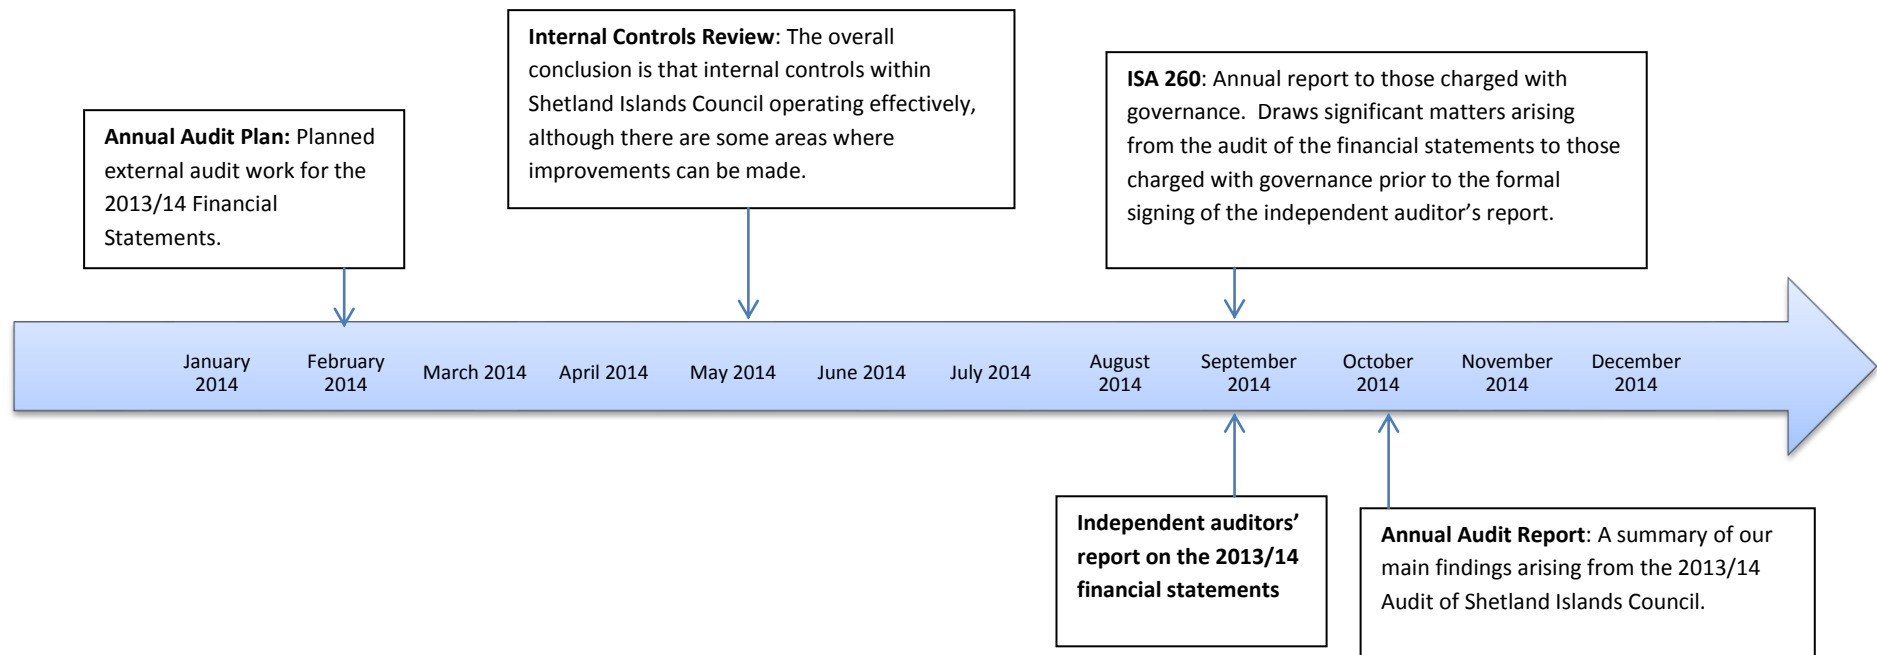 Internal Controls Review: The overall
conclusion is that internal controls within
Shetland Islands Council operating effectively,
although there are some areas where
improvements can be made.
ISA 260: Annual report to those charged with
governance. Draws significant matters arising
from the audit of the financial statements to those
charged with governance prior to the formal
signing of the independent auditor’s report.
Annual Audit Plan: Planned
external audit work for the
2013/14 Financial
Statements.
January
2014
February
2014
March 2014
April 2014
May 2014
June 2014
July 2014
August
2014
September
2014
October
2014
November
2014
December
2014
Independent auditors’
report on the 2013/14
financial statements
Annual Audit Report: A summary of our
main findings arising from the 2013/14
Audit of Shetland Islands Council.